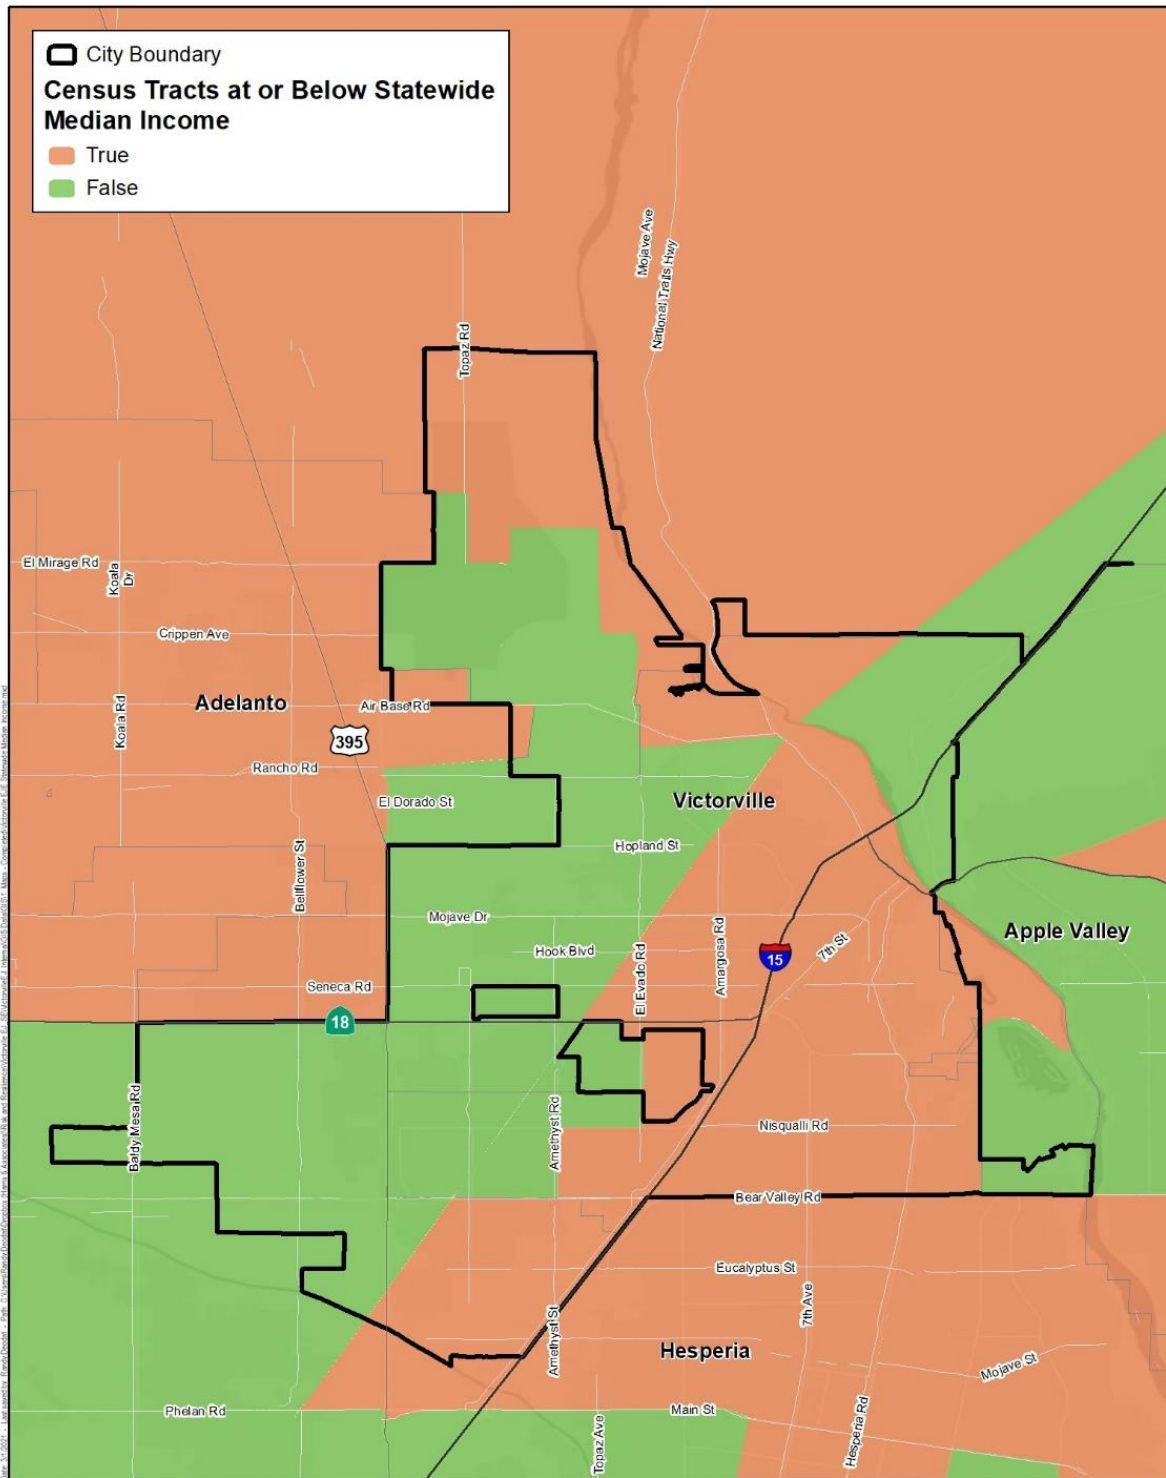 City Boundary
Census Tracts at or Below Statewide
Median Income
True
False
Mojave Ave
National Trails Hwy
Topaz Rd
El Mirage Rd
Koala
Dr
Crippen Ave
Adelanto
Air Base Rd
Koala Rd
395
Rancho Rd
El Dorado St
Victorville
Hopland St
Bellflower St
Mojave Dr
Hook Blvd
El Evado Rd
Amargosa Rd
15
7th St
Apple Valley
Seneca Rd
18
Baldy Mesa Rd
Amethyst Rd
Nisqualli Rd
Bear Valley Rd
Eucalyptus St
7th Ave
Amethyst St
Hesperia
Mojave St
Phelan Rd
Main St
Topaz Ave
Hesperia Rd